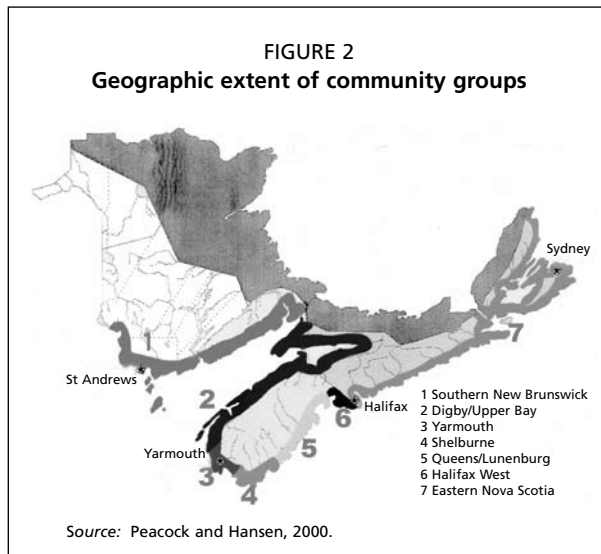 FIGURE 2
Geographic extent of community groups
Sydney
1
7
St Andrews
2
6
Halifax
5
Yarmouth
3
4
1 Southern New Brunswick
2 Digby/Upper Bay
3 Yarmouth
4 Shelburne
5 Queens/Lunenburg
6 Halifax West
7 Eastern Nova Scotia
Source: Peacock and Hansen, 2000.